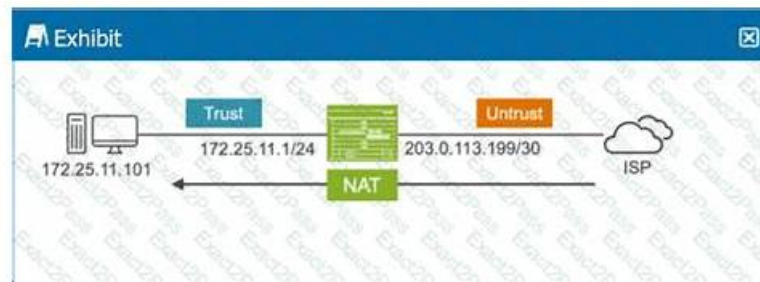 Exhibit
Trust
Untrust
172.25.11.1/24
203.0.113.199/30
172.25.11.101
ISP
NAT
Exact2Pass